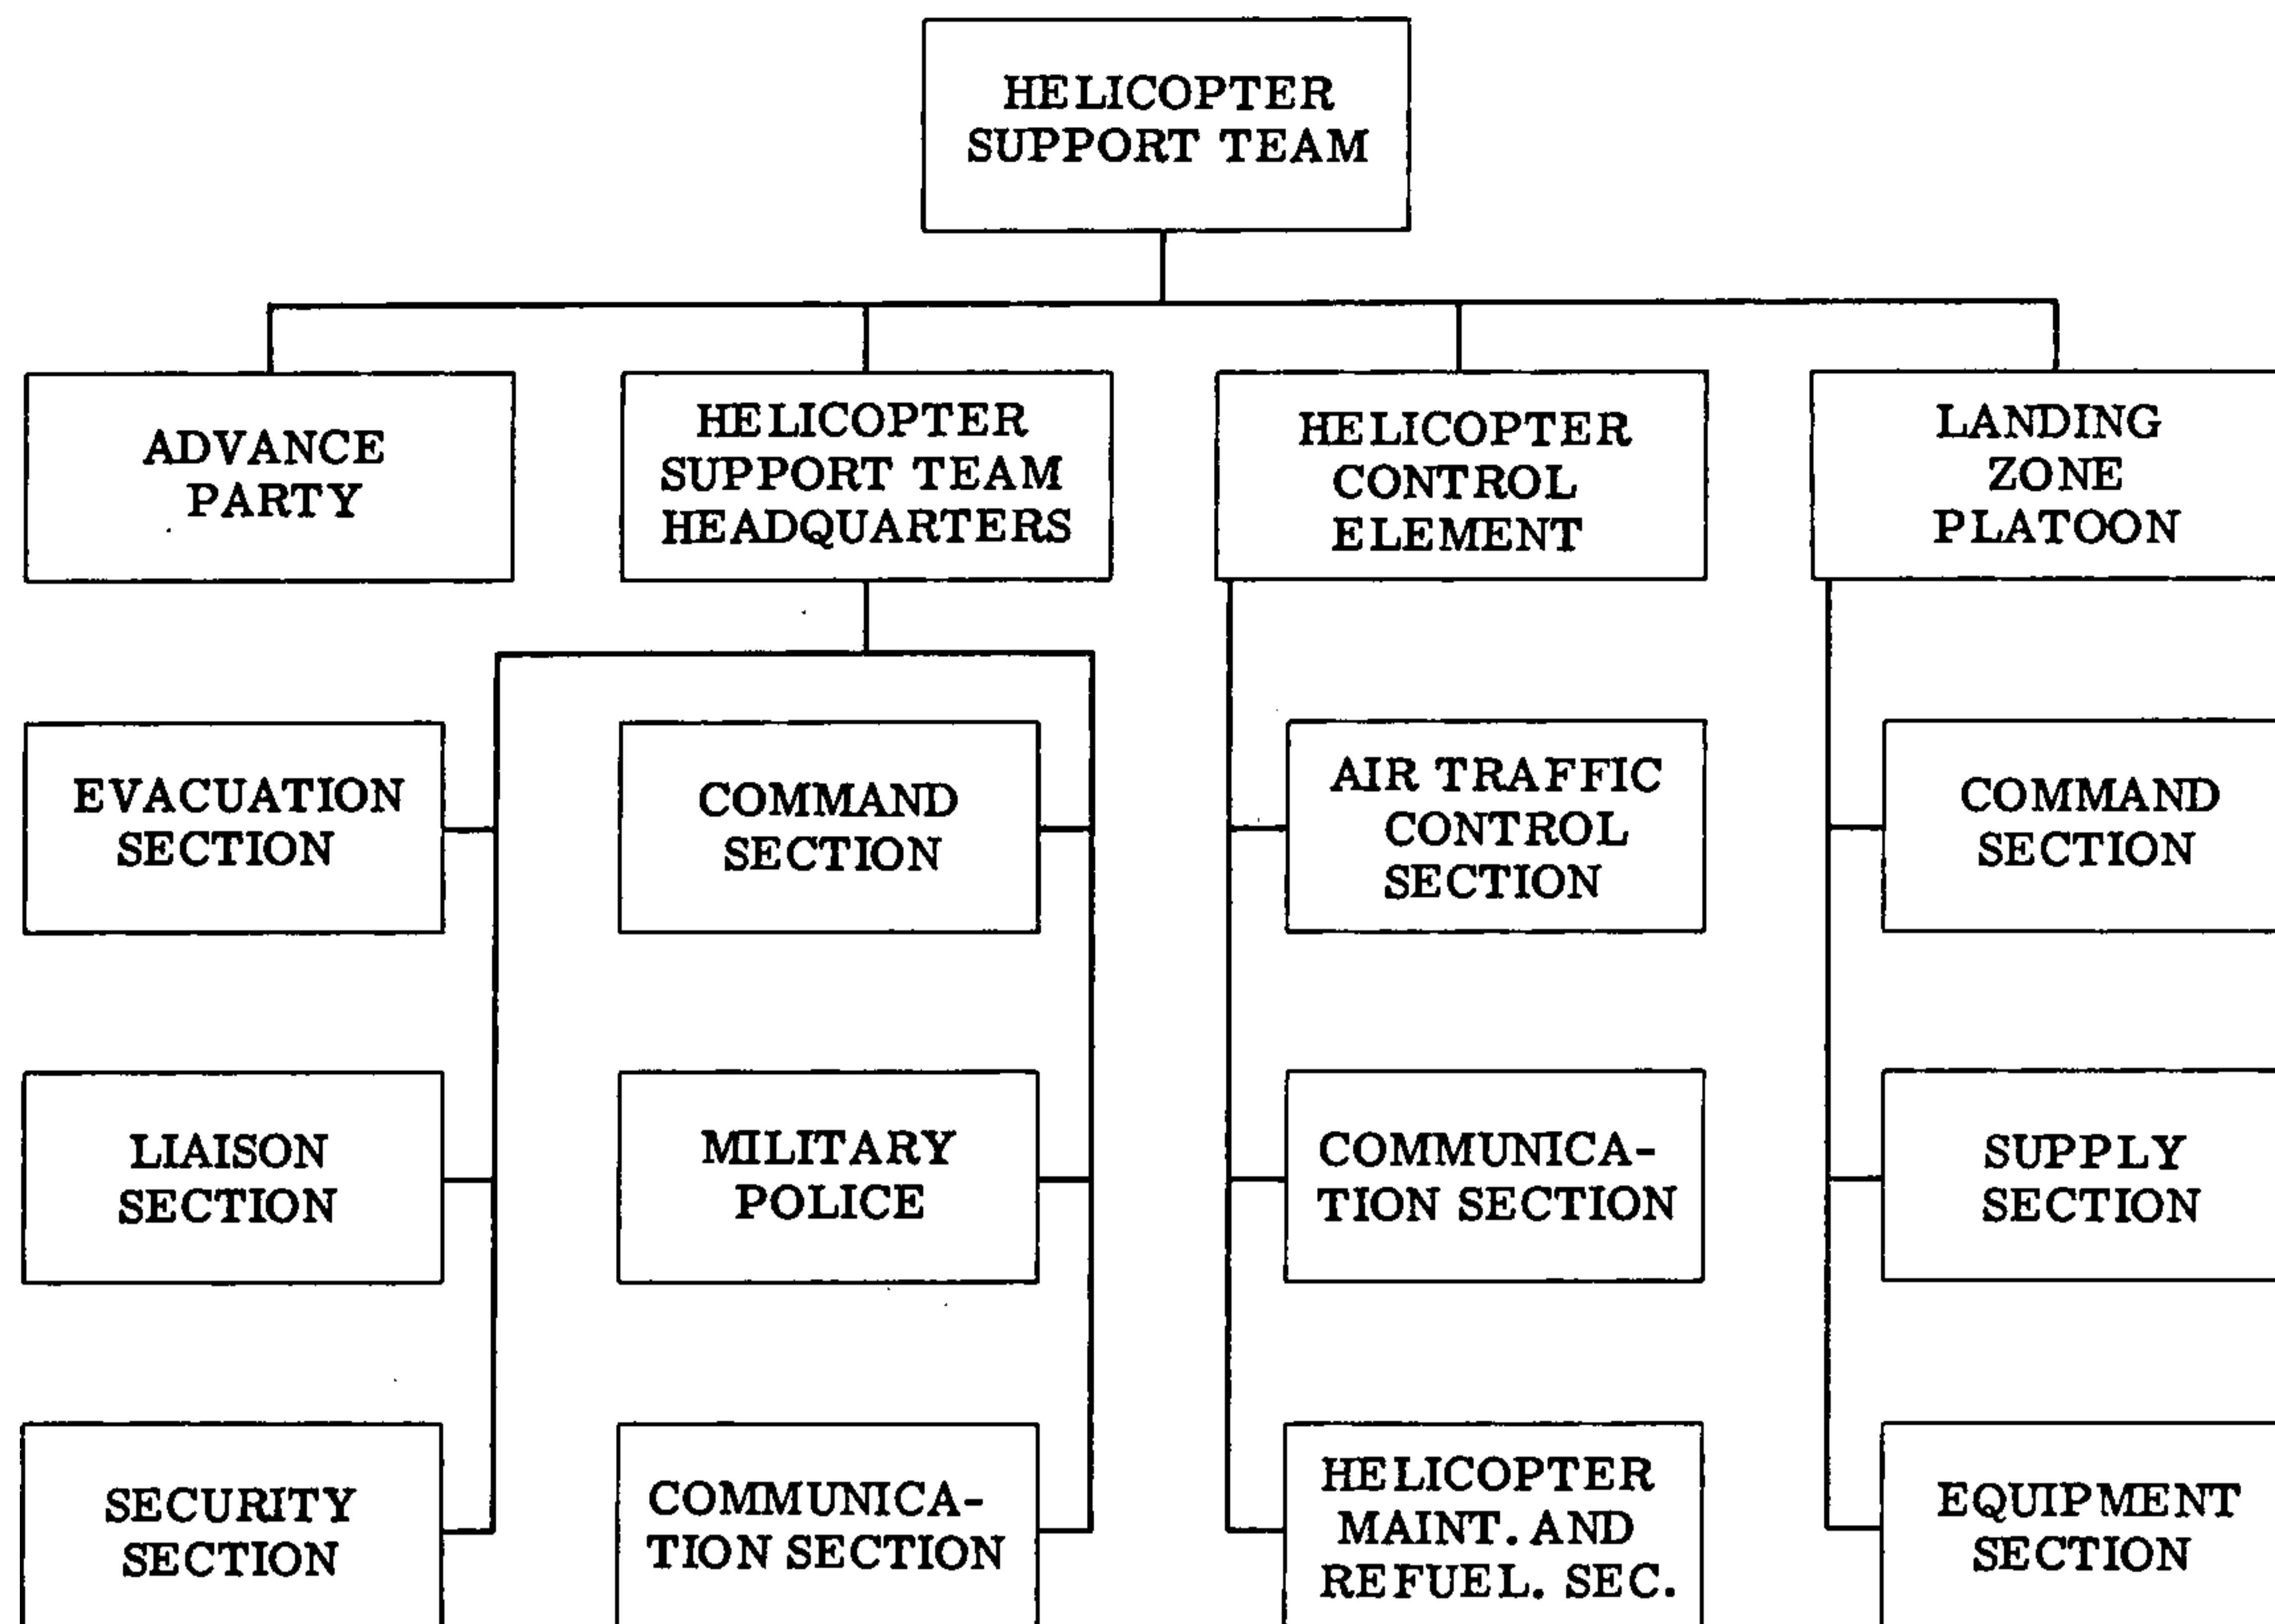 HELICOPTER
SUPPORT TEAM
ADVANCE
PARTY
HELICOPTER
SUPPORT TEAM
HEADQUARTERS
HELICOPTER
CONTROL
ELEMENT
LANDING
ZONE
PLATOON
EVACUATION
SECTION
COMMAND
SECTION
AIR TRAFFIC
CONTROL
SECTION
COMMAND
SECTION
LIAISON
SECTION
MILITARY
POLICE
COMMUNICA-
TION SECTION
SUPPLY
SECTION
SECURITY
SECTION
COMMUNICA-
TION SECTION
HELICOPTER
MAINT. AND
REFUEL. SEC.
EQUIPMENT
SECTION